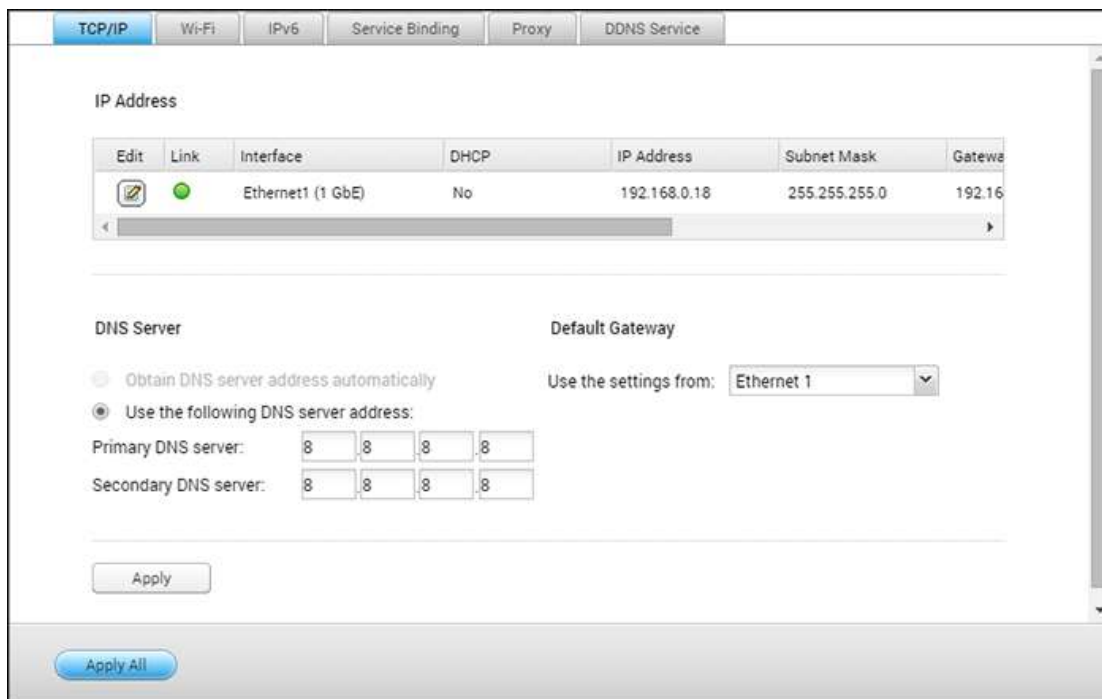 TCP/IP Wi-Fi IPv6 Service Binding Proxy DDNS Service
IP Address
Edit Link Interface DHCP IP Address Subnet Mask Gatewa
Ethernet1 (1 GbE) No 192.168.0.18 255.255.255.0 192.16
DNS Server Default Gateway
Obtain DNS server address automatically Use the settings from: Ethernet 1
Use the following DNS server address:
Primary DNS server: 8 .8 .8 .8
Secondary DNS server: 8 .8 .8 .8
Apply
Apply All